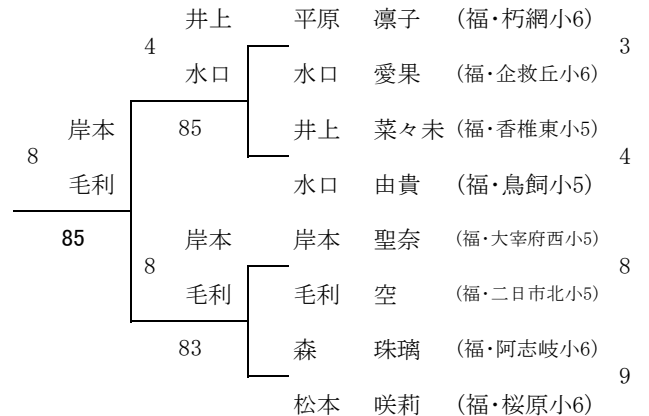 井上 平原 凛子 (福・朽網小6)
4 3
水口 水口 愛果 (福・企救丘小6)
岸本 85 井上 菜々未 (福・香椎東小5)
8 4
毛利 水口 由貴 (福・鳥飼小5)
85 岸本 岸本 聖奈 (福・大宰府西小5)
8 8
毛利 毛利 空 (福・二日市北小5)
83 森 珠璃 (福・阿志岐小6)
9
松本 咲莉 (福・桜原小6)